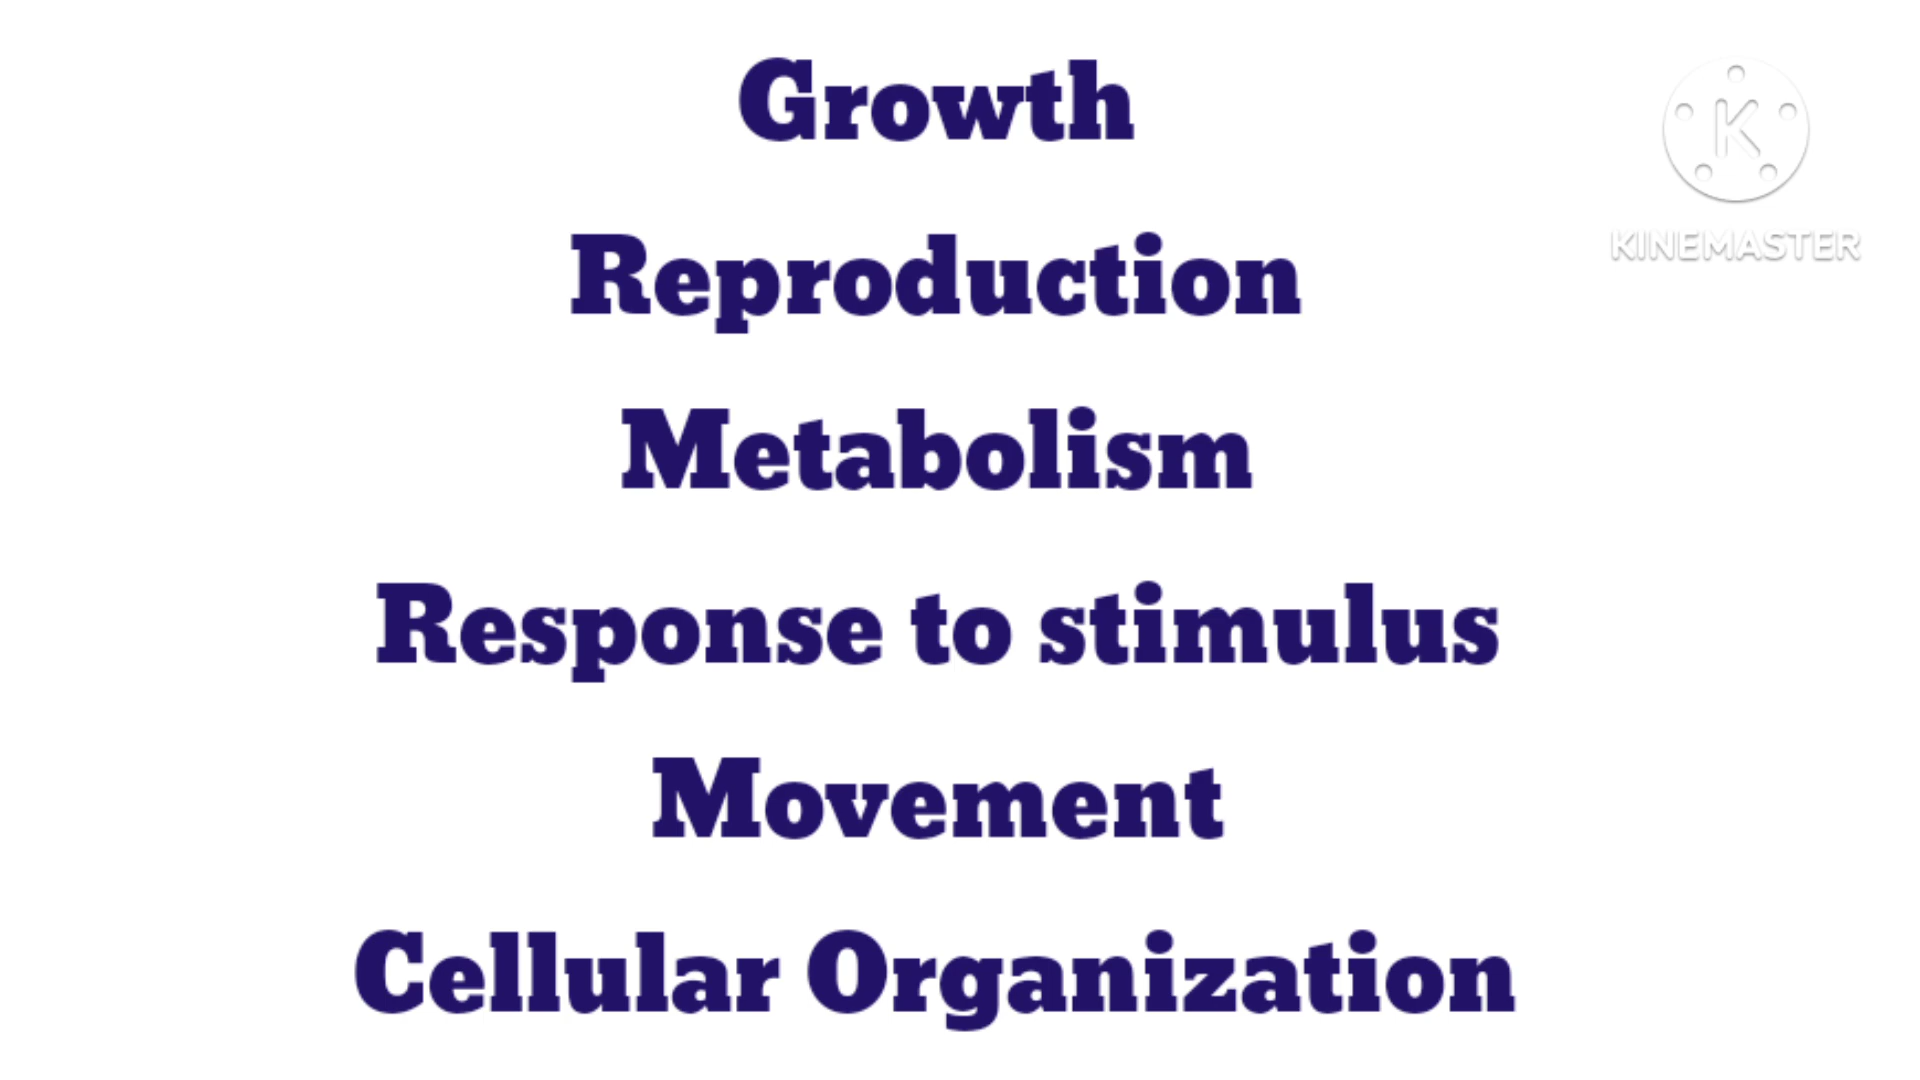 Growth
K
KINEMASTER
Reproduction
Metabolism
Response to stimulus
Movement
Cellular Organization